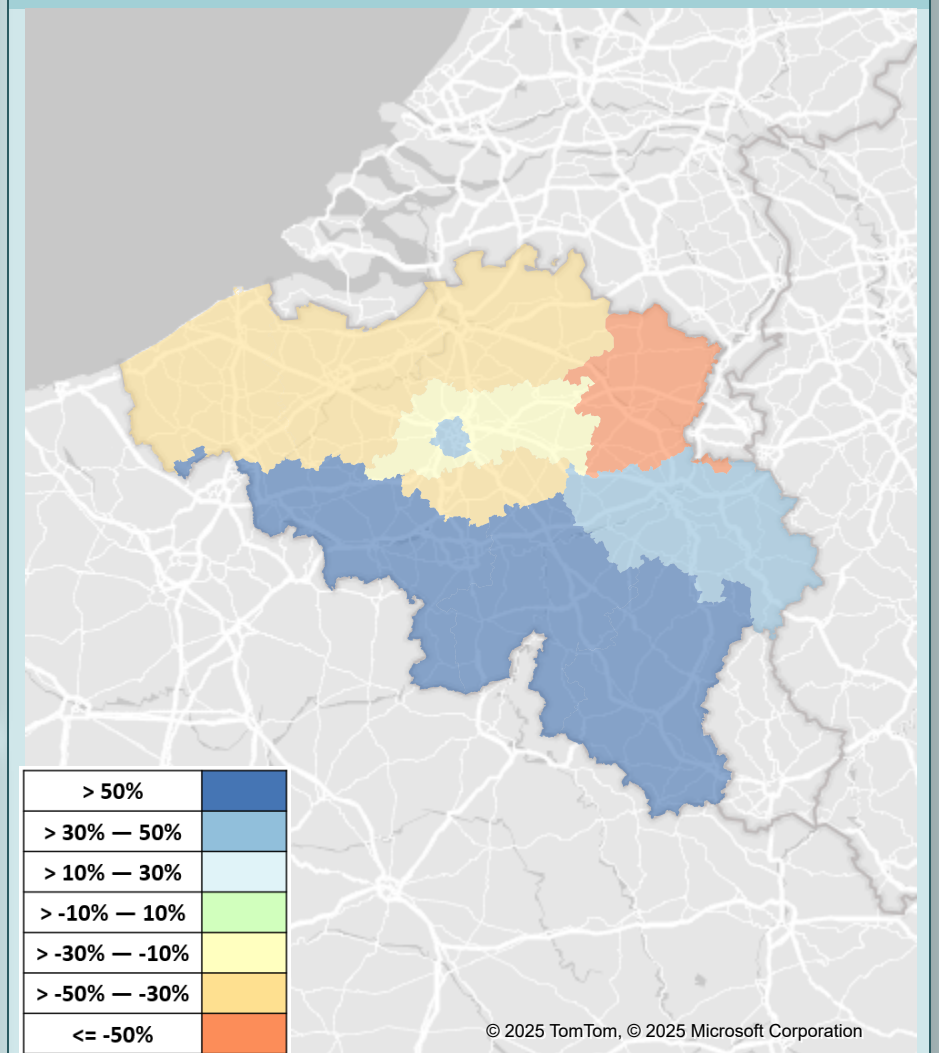 > 50%
> 30% — 50%
> 10% — 30%
> -10% — 10%
> -30% — -10%
> -50% — -30%
<= -50%
© 2025 TomTom, © 2025 Microsoft Corporation